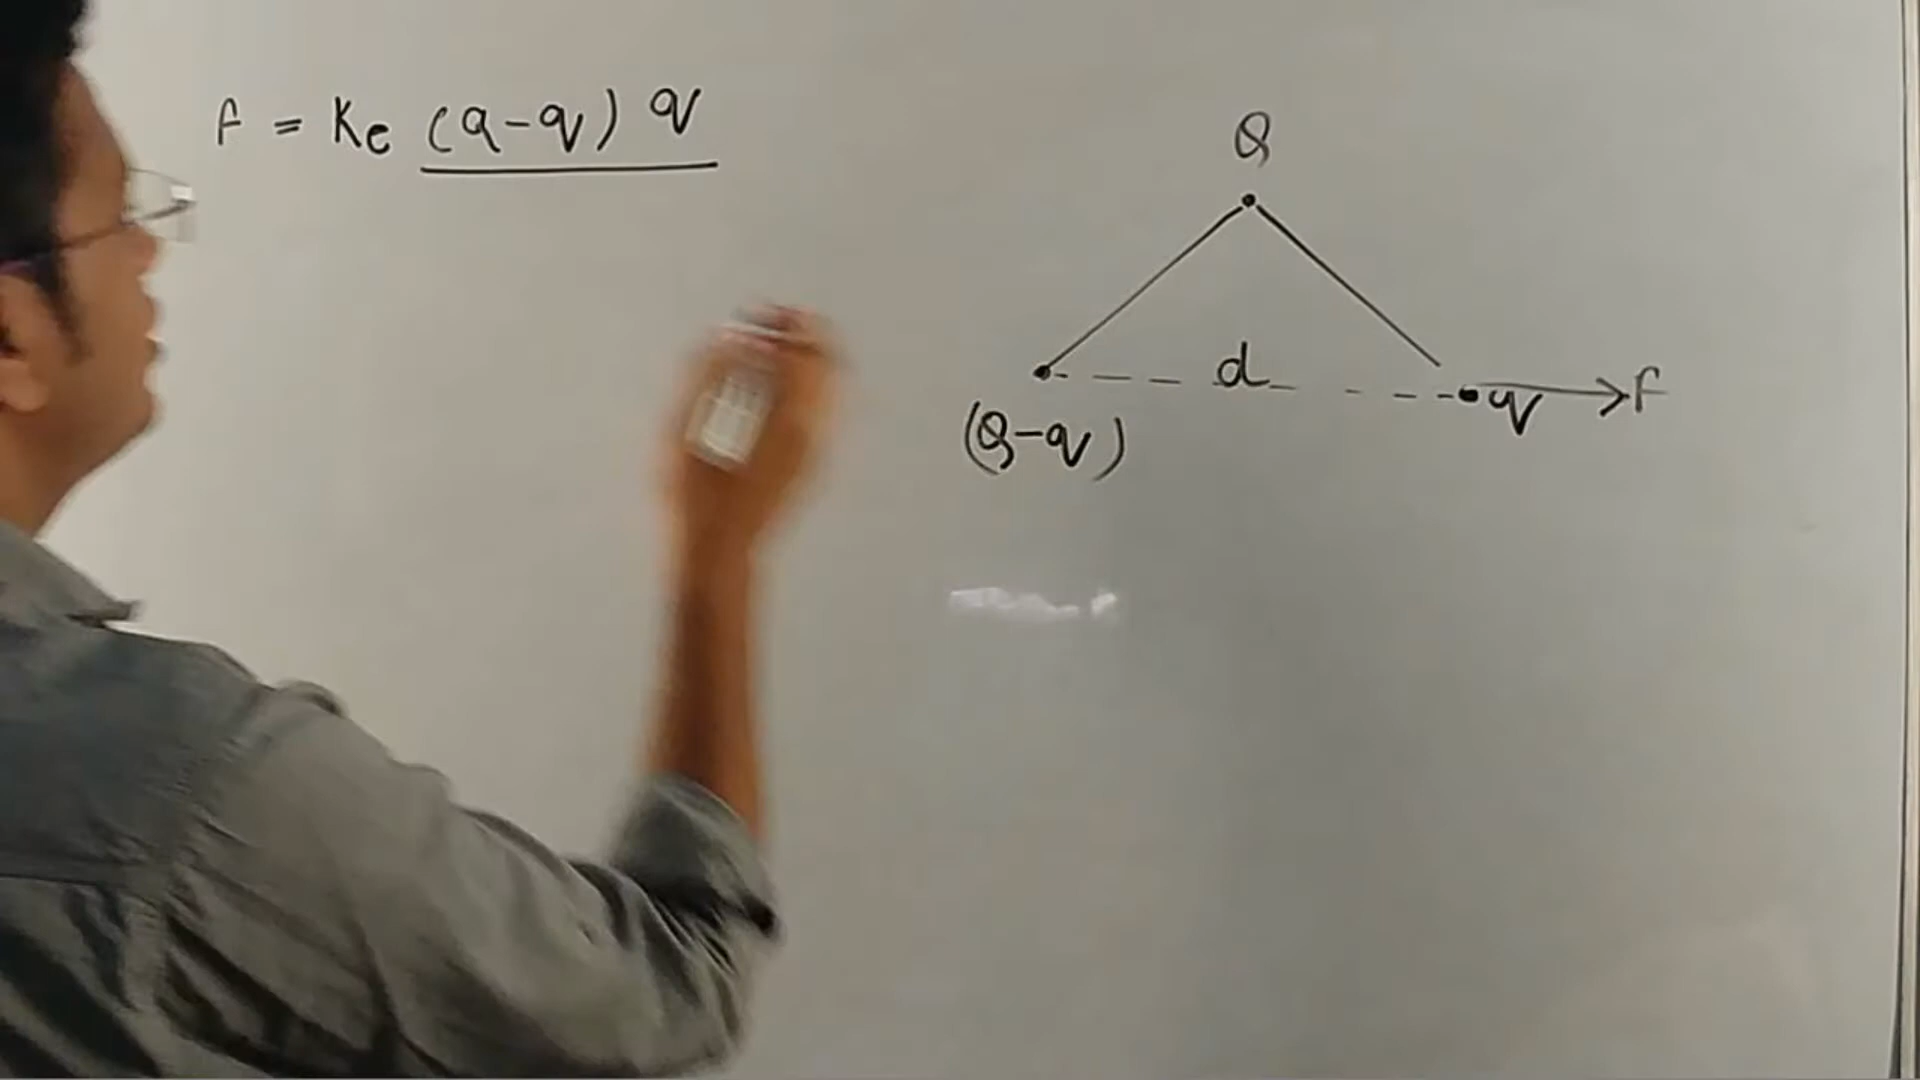 F = Ke (Q-q) q
Q
d
q F
(Q-q)